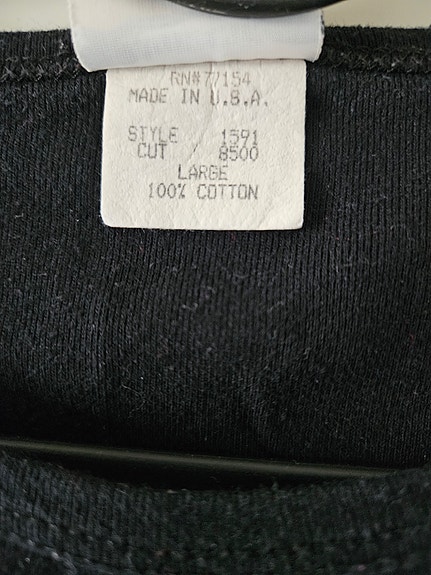 RN#77154
MADE IN U.S.A.
STYLE 1591
CUT / 8500
LARGE
100% COTTON